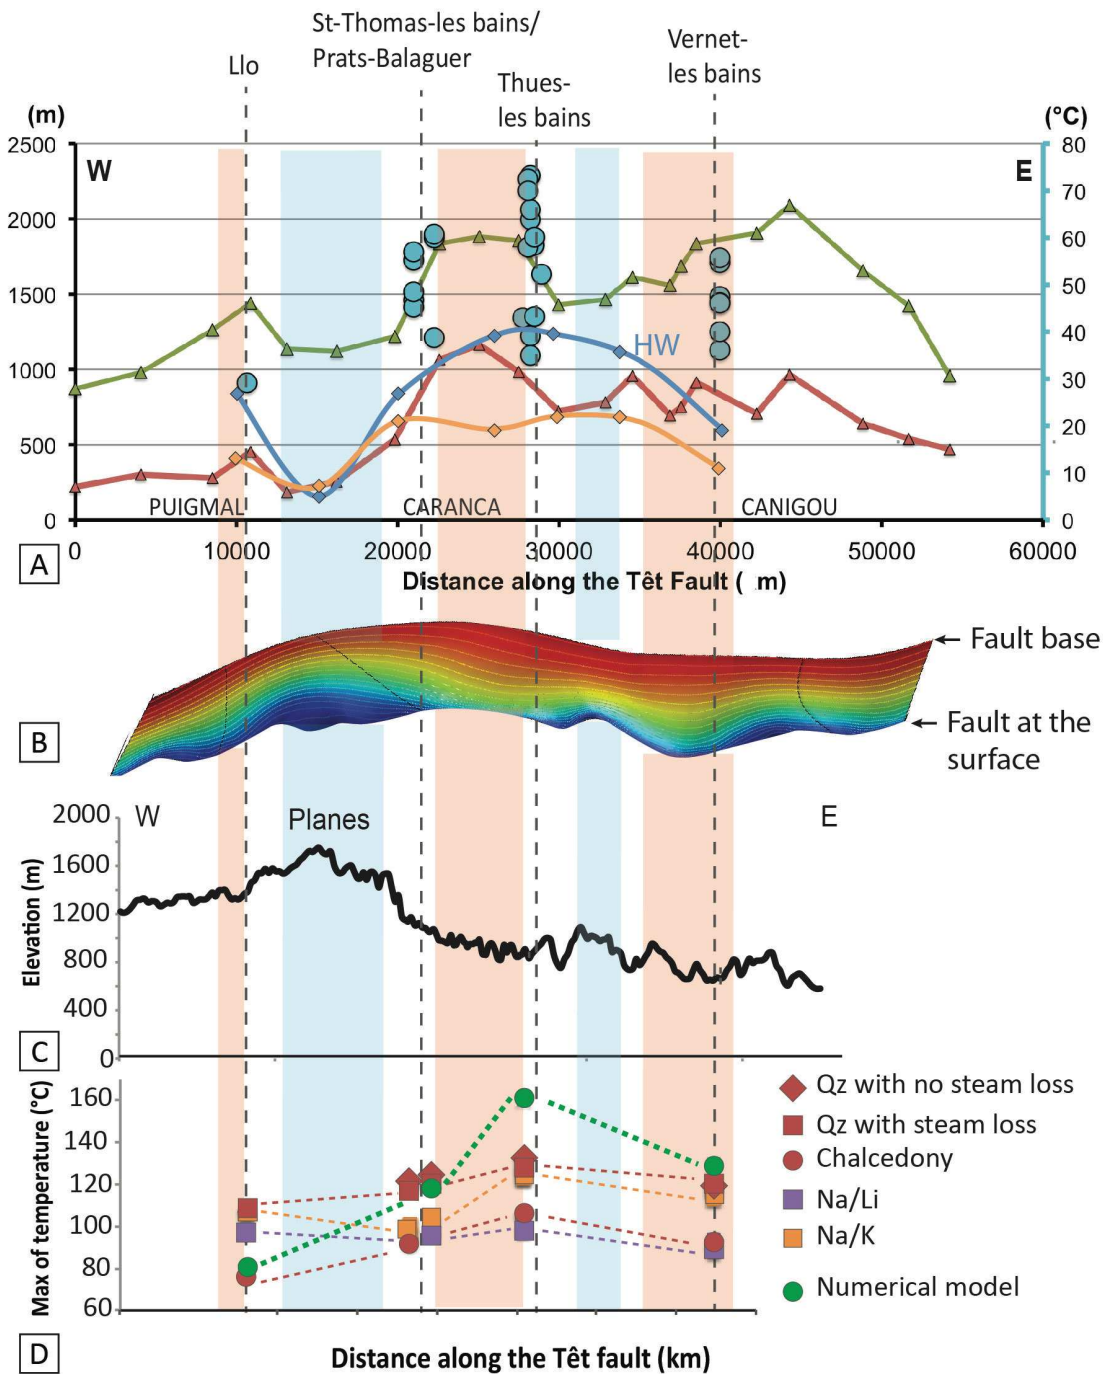 St-Thomas-les bains/
Prats-Balaguer
Vernet-
les bains
Llo
Thues-
les bains
(m)
(°C)
2500
80
W
E
70
2000
60
50
1500
40
HW
1000
30
20
500
10
PUIGMAL
CARANCA
CANIGOU
0
0
0
10000
20000
30000
40000
50000
60000
A
Distance along the Têt Fault ( m)
Fault base
B
Fault at the
surface
2000
W
Planes
E
1600
1200
800
400
0
Elevation (m)
C
160
140
120
100
80
60
Max of temperature (°C)
Qz with no steam loss
Qz with steam loss
Chalcedony
Na/Li
Na/K
Numerical model
D
Distance along the Têt fault (km)